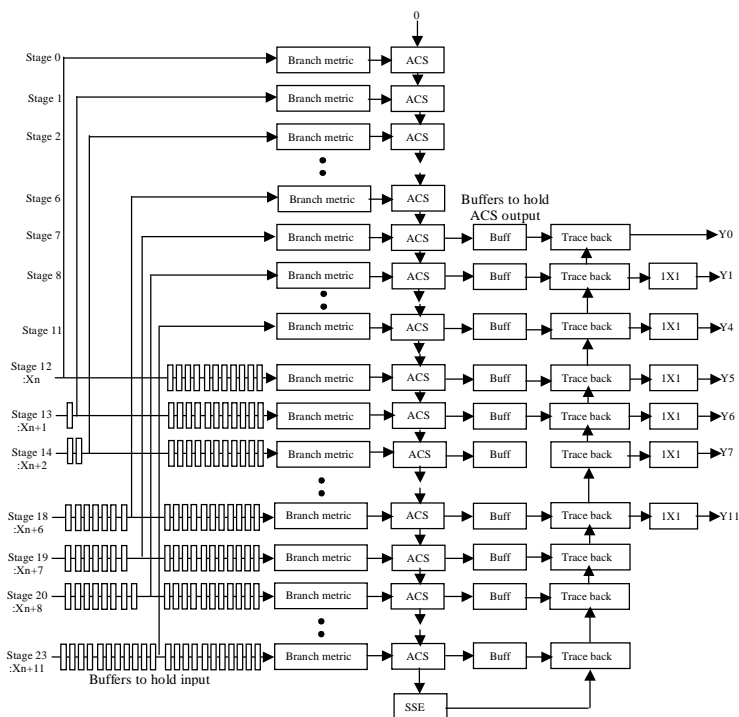 0
Stage 0 Branch metric ACS
Stage 1 Branch metric ACS
Stage 2 Branch metric ACS
Stage 6 Branch metric ACS
Buffers to hold
ACS output
Stage 7 Branch metric ACS Buff Trace back Y0
Stage 8 Branch metric ACS Buff Trace back 1X1 Y1
Stage 11 Branch metric ACS Buff Trace back 1X1 Y4
Stage 12
:Xn Branch metric ACS Buff Trace back 1X1 Y5
Stage 13
:Xn+1 Branch metric ACS Buff Trace back 1X1 Y6
Stage 14
:Xn+2 Branch metric ACS Buff Trace back 1X1 Y7
Stage 18
:Xn+6 Branch metric ACS Buff Trace back 1X1 Y11
Stage 19
:Xn+7 Branch metric ACS Buff Trace back
Stage 20
:Xn+8 Branch metric ACS Buff Trace back
Stage 23
:Xn+11 Branch metric ACS Buff Trace back
Buffers to hold input
SSE